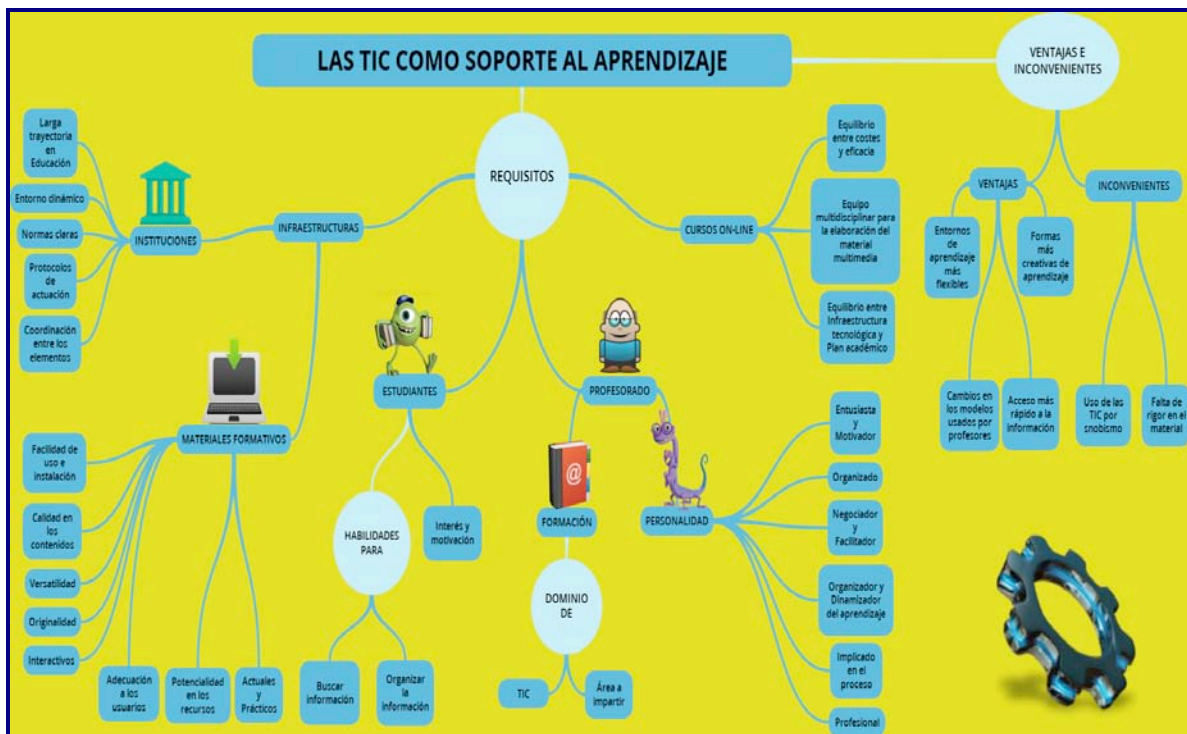 LAS TIC COMO SOPORTE AL APRENDIZAJE
VENTAJAS E
INCONVENIENTES
REQUISITOS
INFRAESTRUCTURAS
INSTITUCIONES
Larga
trayectoria
en
Educación
Entorno dinámico
Normas claras
Protocolos
de
actuación
Coordinación
entre los
elementos
MATERIALES FORMATIVOS
Facilidad de
uso e
instalación
Calidad en
los
contenidos
Versatilidad
Originalidad
Interactivos
Adecuación
a los
usuarios
Potencialidad
en los
recursos
Actuales
y
Prácticos
ESTUDIANTES
HABILIDADES
PARA
Buscar
información
Organizar
la
información
Interés y
motivación
PROFESORADO
FORMACIÓN
DOMINIO
DE
TIC
Área a
impartir
PERSONALIDAD
Entusiasta
y
Motivador
Organizado
Negociador
y
Facilitador
Organizador y
Dinamizador
del aprendizaje
Implicado
en el
proceso
Profesional
CURSOS ON-LINE
Equilibrio
entre costes
y eficacia
Equipo
multidisciplinar para
la elaboración del
material
multimedia
Equilibrio entre
Infraestructura
tecnológica y
Plan académico
VENTAJAS
Entornos
de
aprendizaje
más
flexibles
Cambios en
los modelos
usados por
profesores
Acceso más
rápido a la
información
Formas
más
creativas de
aprendizaje
INCONVENIENTES
Uso de las
TIC por
snobismo
Falta de
rigor en el
material
@